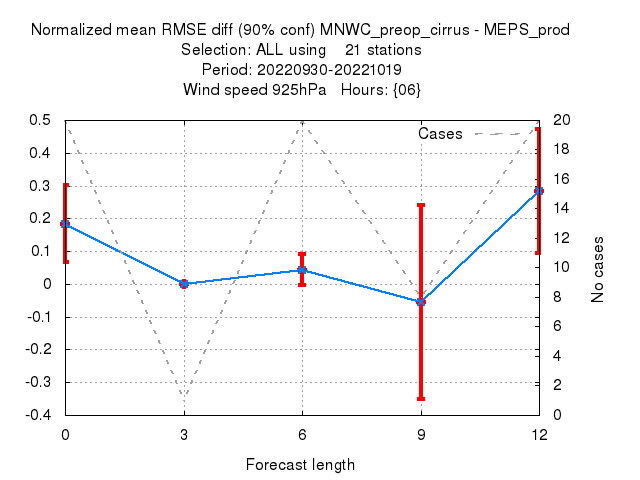 Normalized mean RMSE diff (90% conf) MNWC_preop_cirrus - MEPS_prod
Selection: ALL using 21 stations
Period: 20220930-20221019
Wind speed 925hPa Hours: {06}
Cases
0.5
0.4
0.3
0.2
0.1
0
-0.1
-0.2
-0.3
-0.4
20
18
16
14
12
10
8
6
4
2
0
No cases
0 3 6 9 12
Forecast length